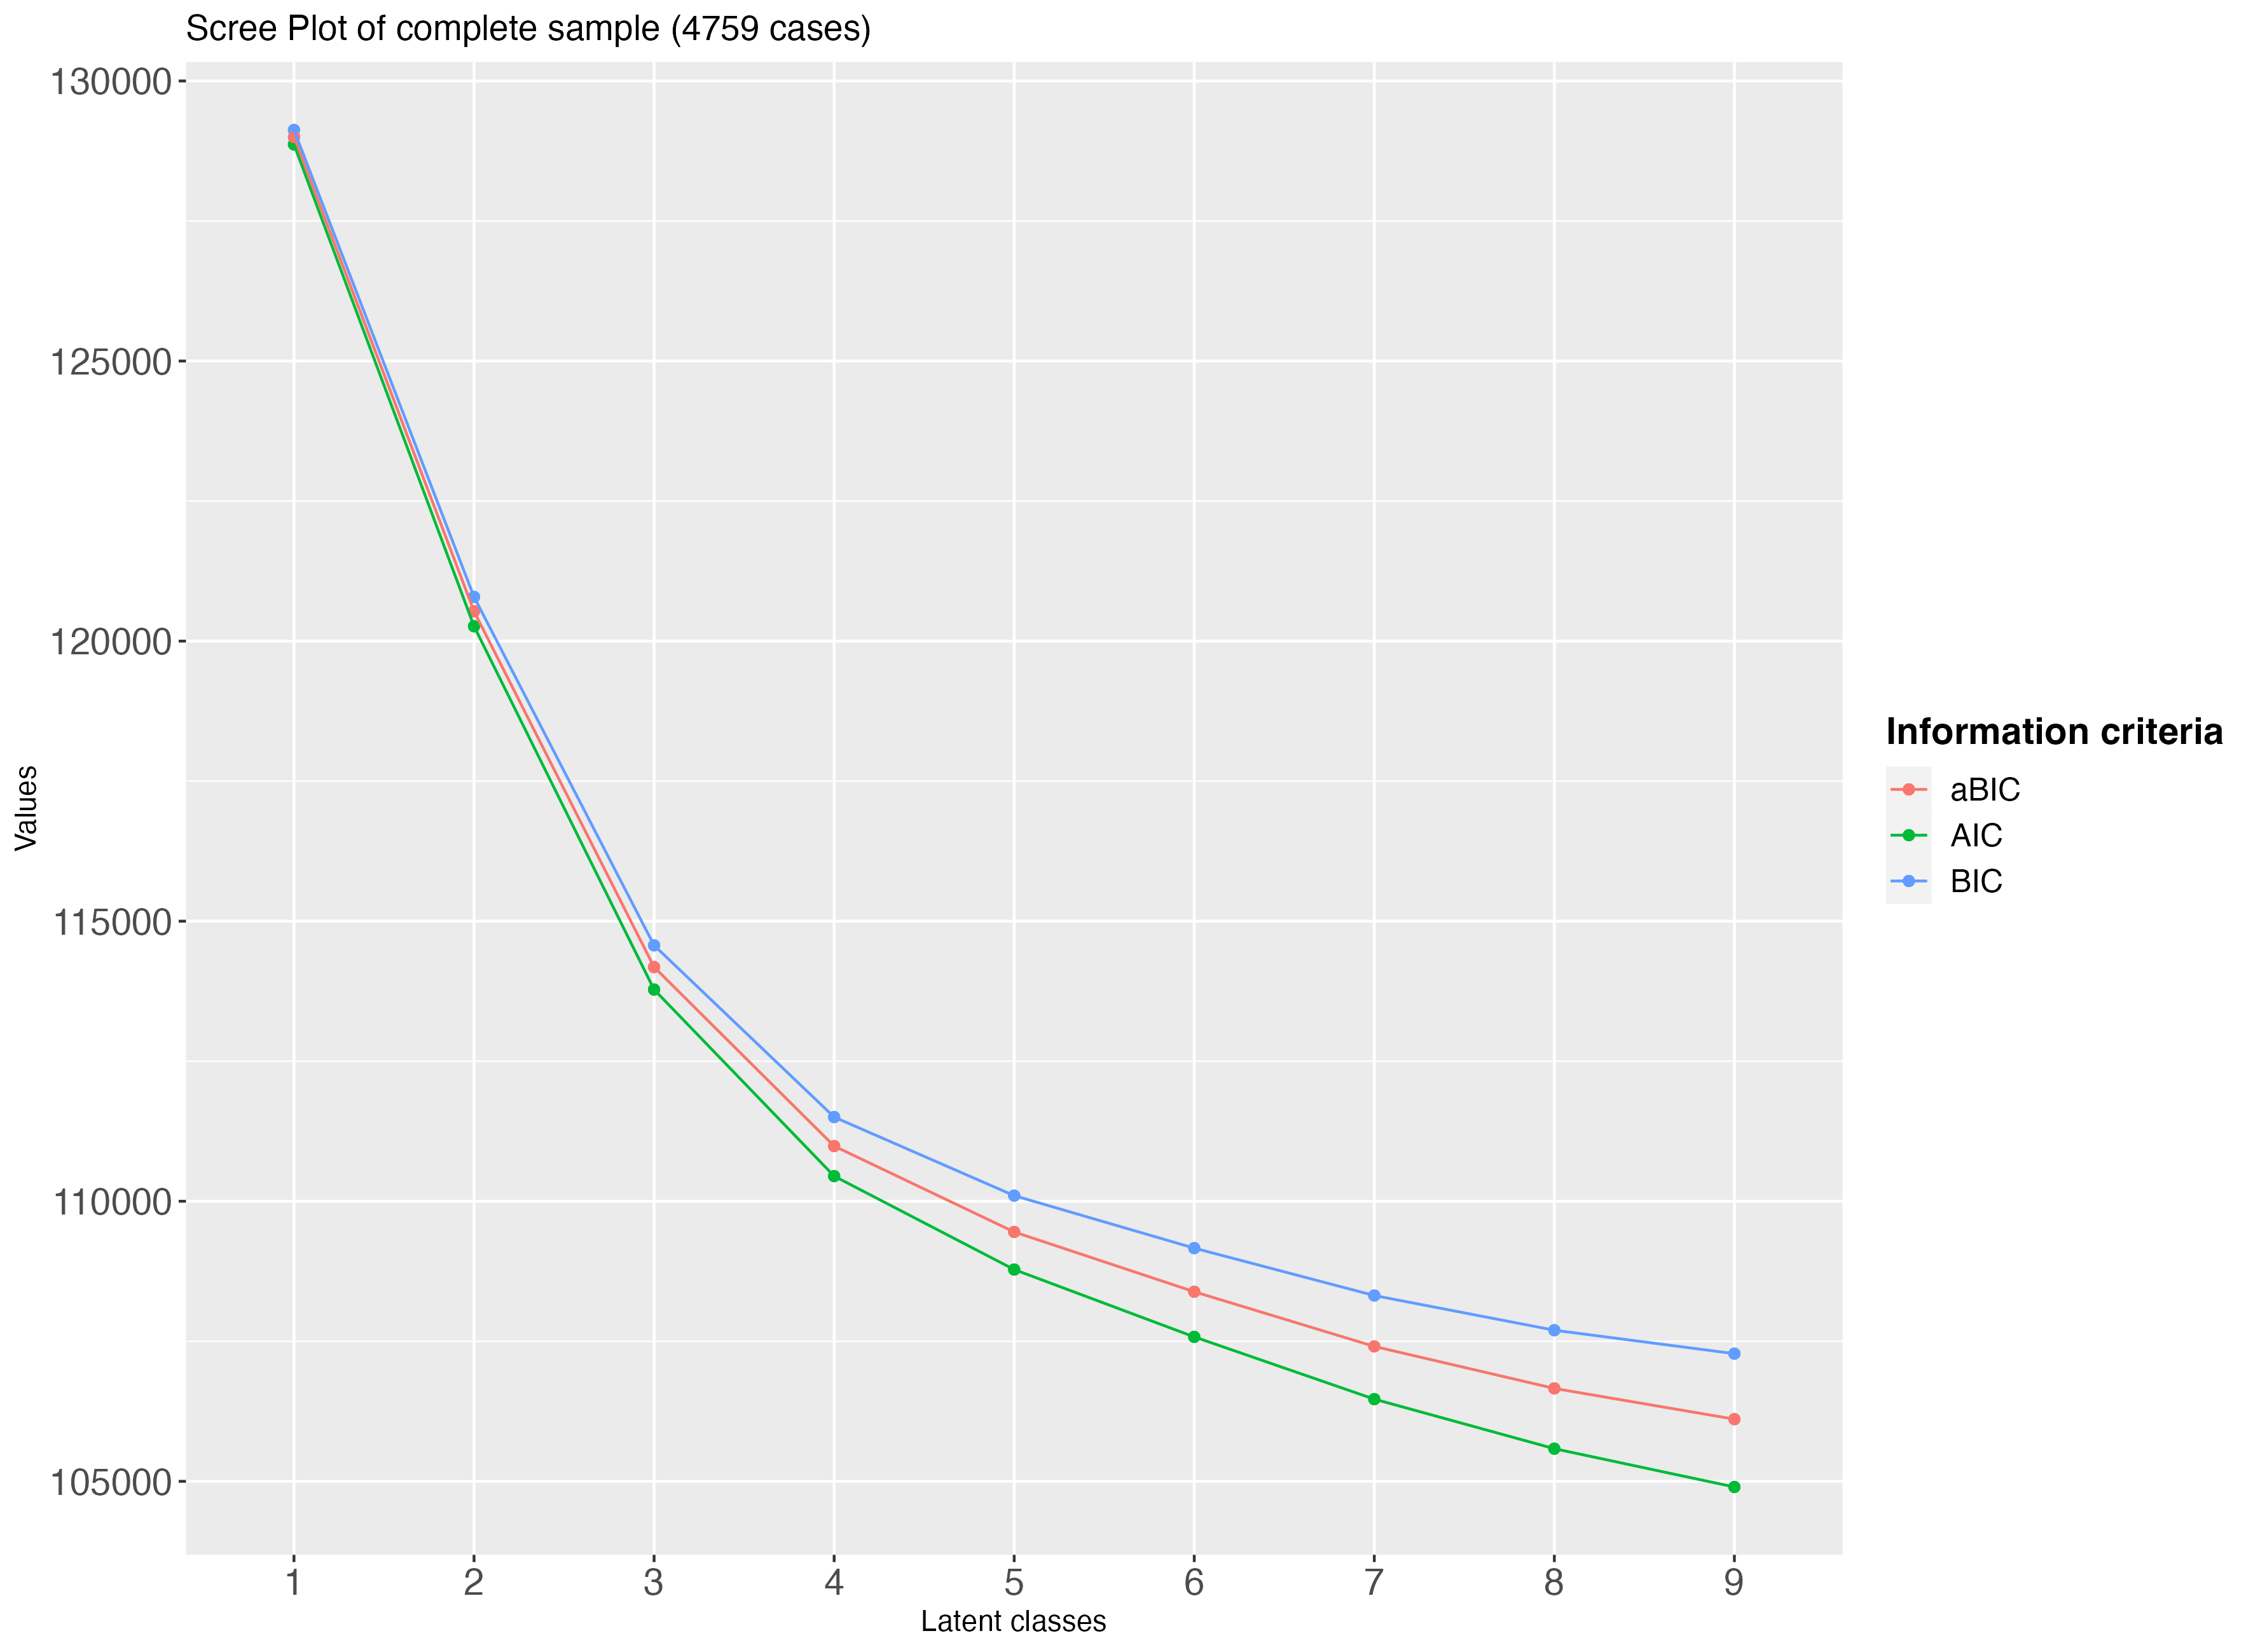 Scree Plot of complete sample (4759 cases)
130000
125000
120000
115000
110000
105000
Values
1 2 3 4 5 6 7 8 9
Latent classes
Information criteria
aBIC
AIC
BIC